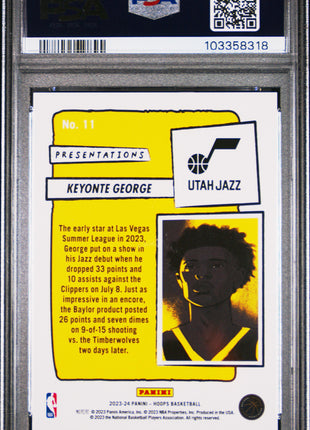 103358318
No. 11
PRESENTATIONS
KEYONTE GEORGE
UTAH JAZZ
The early star at Las Vegas
Summer League in 2023,
George put on a show in
his Jazz debut when he
dropped 33 points and
10 assists against the
Clippers on July 8. Just as
impressive in an encore,
the Baylor product posted
26 points and seven dimes
on 9-of-15 shooting
vs. the Timberwolves
two days later.
PANINI
2023-24 PANINI - HOOPS BASKETBALL
© 2023 Panini America, Inc. © 2023 NBA Properties, Inc. Produced in the USA.
© 2023 the National Basketball Players Association. All rights reserved.